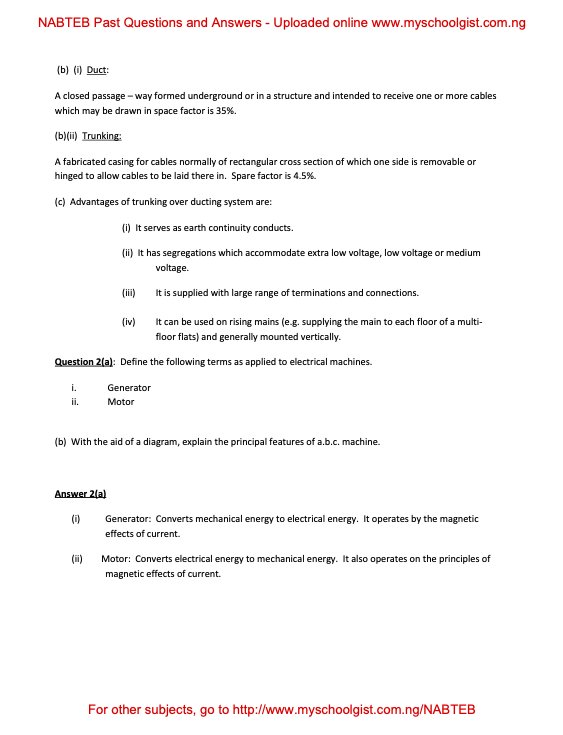 NABTEB Past Questions and Answers - Uploaded online www.myschoolgist.com.ng
(b) (i) Duct:
A closed passage – way formed underground or in a structure and intended to receive one or more cables
which may be drawn in space factor is 35%.
(b)(ii) Trunking:
A fabricated casing for cables normally of rectangular cross section of which one side is removable or
hinged to allow cables to be laid there in. Spare factor is 4.5%.
(c) Advantages of trunking over ducting system are:
(i) It serves as earth continuity conducts.
(ii) It has segregations which accommodate extra low voltage, low voltage or medium
voltage.
(iii) It is supplied with large range of terminations and connections.
(iv) It can be used on rising mains (e.g. supplying the main to each floor of a multi-
floor flats) and generally mounted vertically.
Question 2(a): Define the following terms as applied to electrical machines.
i. Generator
ii. Motor
(b) With the aid of a diagram, explain the principal features of a.b.c. machine.
Answer 2(a)
(i) Generator: Converts mechanical energy to electrical energy. It operates by the magnetic
effects of current.
(ii) Motor: Converts electrical energy to mechanical energy. It also operates on the principles of
magnetic effects of current.
For other subjects, go to http://www.myschoolgist.com.ng/NABTEB